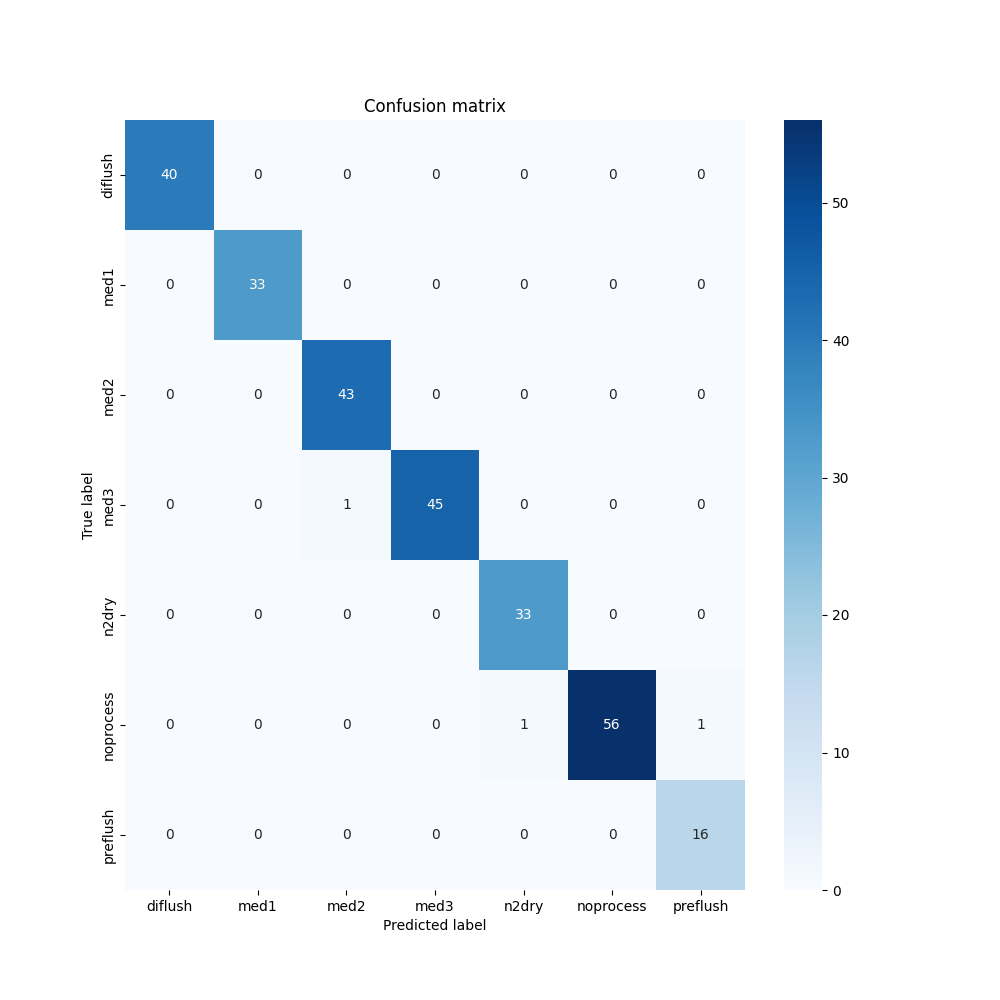 Confusion matrix
diflush 40 0 0 0 0 0 0
med1 0 33 0 0 0 0 0
med2 0 0 43 0 0 0 0
med3 0 0 1 45 0 0 0
n2dry 0 0 0 0 33 0 0
noprocess 0 0 0 0 1 56 1
preflush 0 0 0 0 0 0 16
True label
diflush med1 med2 med3 n2dry noprocess preflush
Predicted label
50
40
30
20
10
0